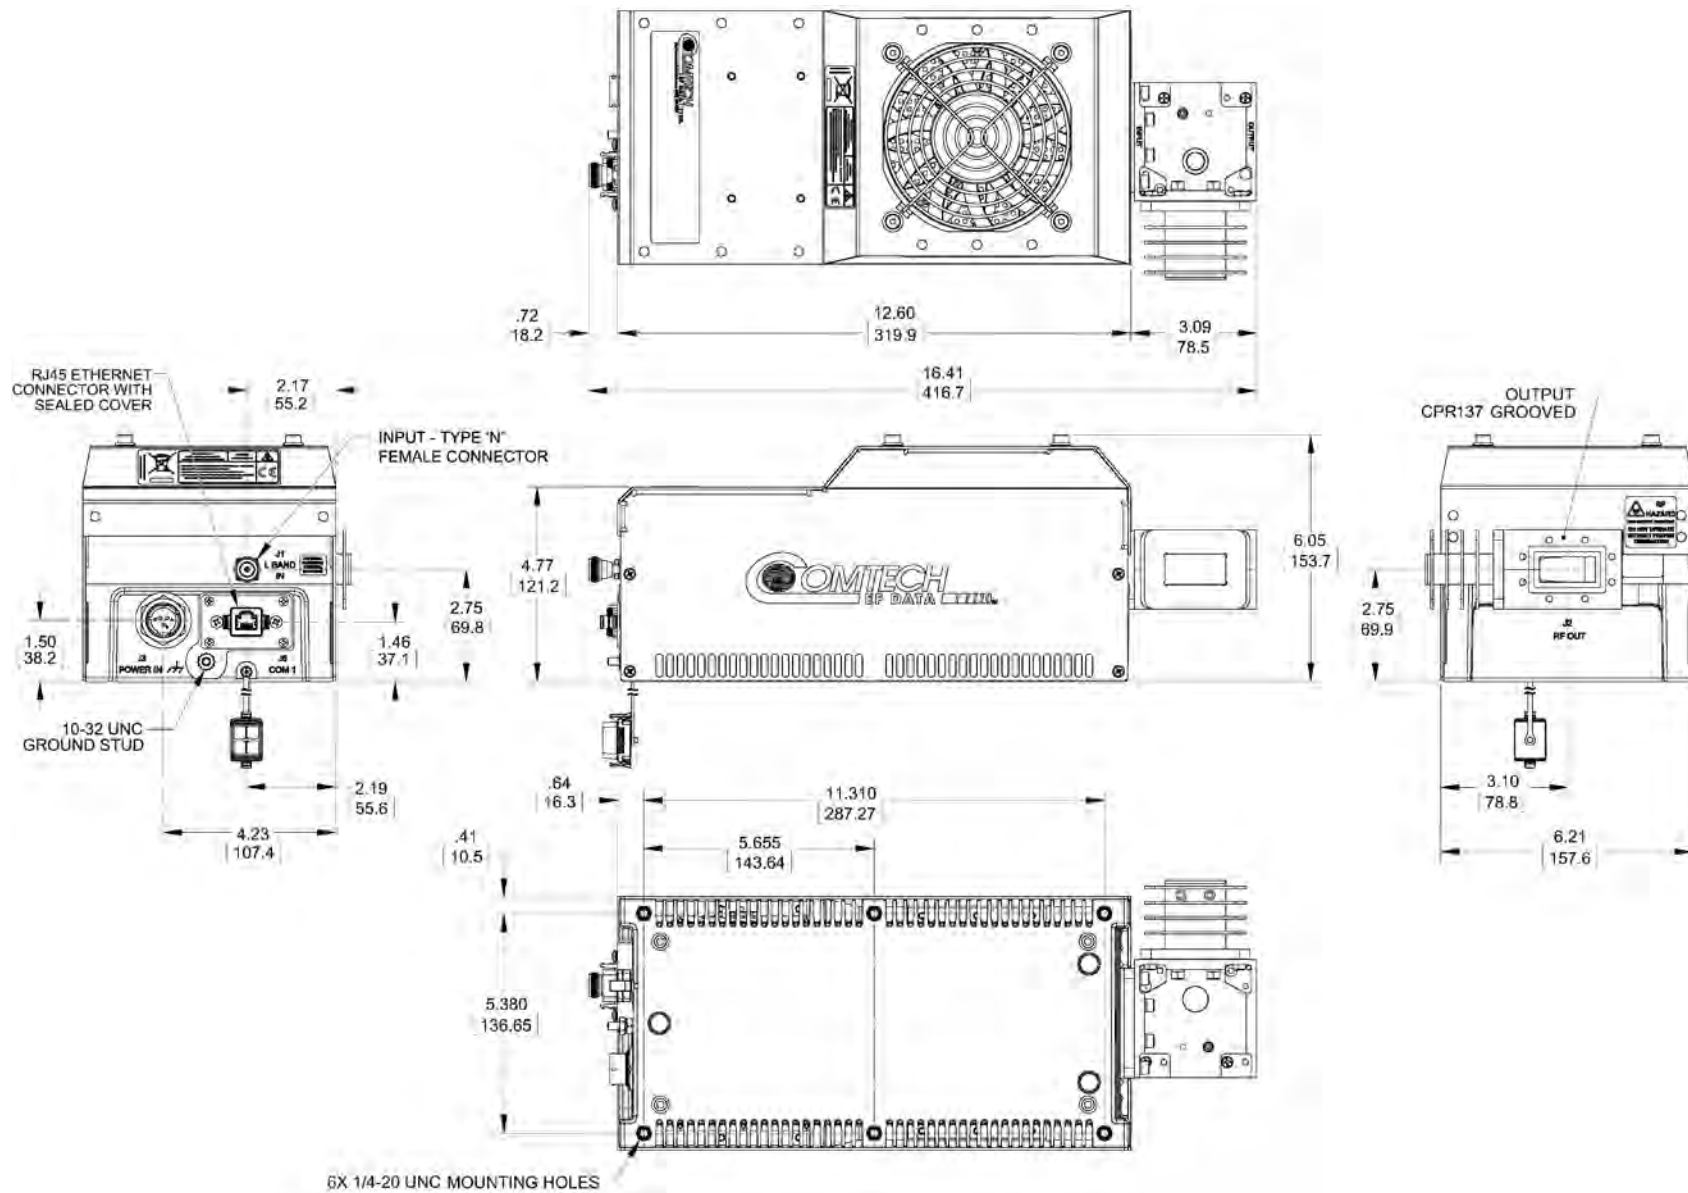 COMTECH
INPUT
OUTPUT
.72
18.2
12.60
319.9
3.09
78.5
16.41
416.7
RJ45 ETHERNET
CONNECTOR WITH
SEALED COVER
2.17
55.2
INPUT - TYPE "N"
FEMALE CONNECTOR
OUTPUT
CPR137 GROOVED
CE
J1
L BAND
IN
4.77
121.2
COMTECH
EF DATA
6.05
153.7
RF
HAZARD
2.75
69.8
2.75
69.9
1.50
38.2
1.46
37.1
J3
POWER IN
J5
COM 1
J2
RF OUT
10-32 UNC
GROUND STUD
2.19
55.6
4.23
107.4
.64
16.3
11.310
287.27
3.10
78.8
.41
10.5
5.655
143.64
6.21
157.6
5.380
136.65
6X 1/4-20 UNC MOUNTING HOLES